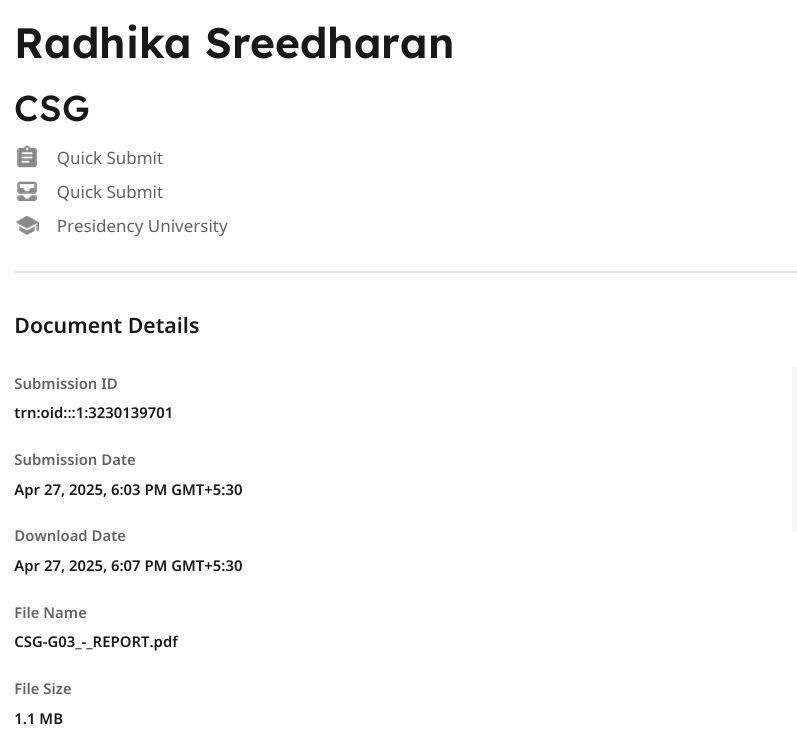 Radhika Sreedharan
CSG
Quick Submit
Quick Submit
Presidency University
Document Details
Submission ID
trn:oid:::1:3230139701
Submission Date
Apr 27, 2025, 6:03 PM GMT+5:30
Download Date
Apr 27, 2025, 6:07 PM GMT+5:30
File Name
CSG-G03_-_REPORT.pdf
File Size
1.1 MB